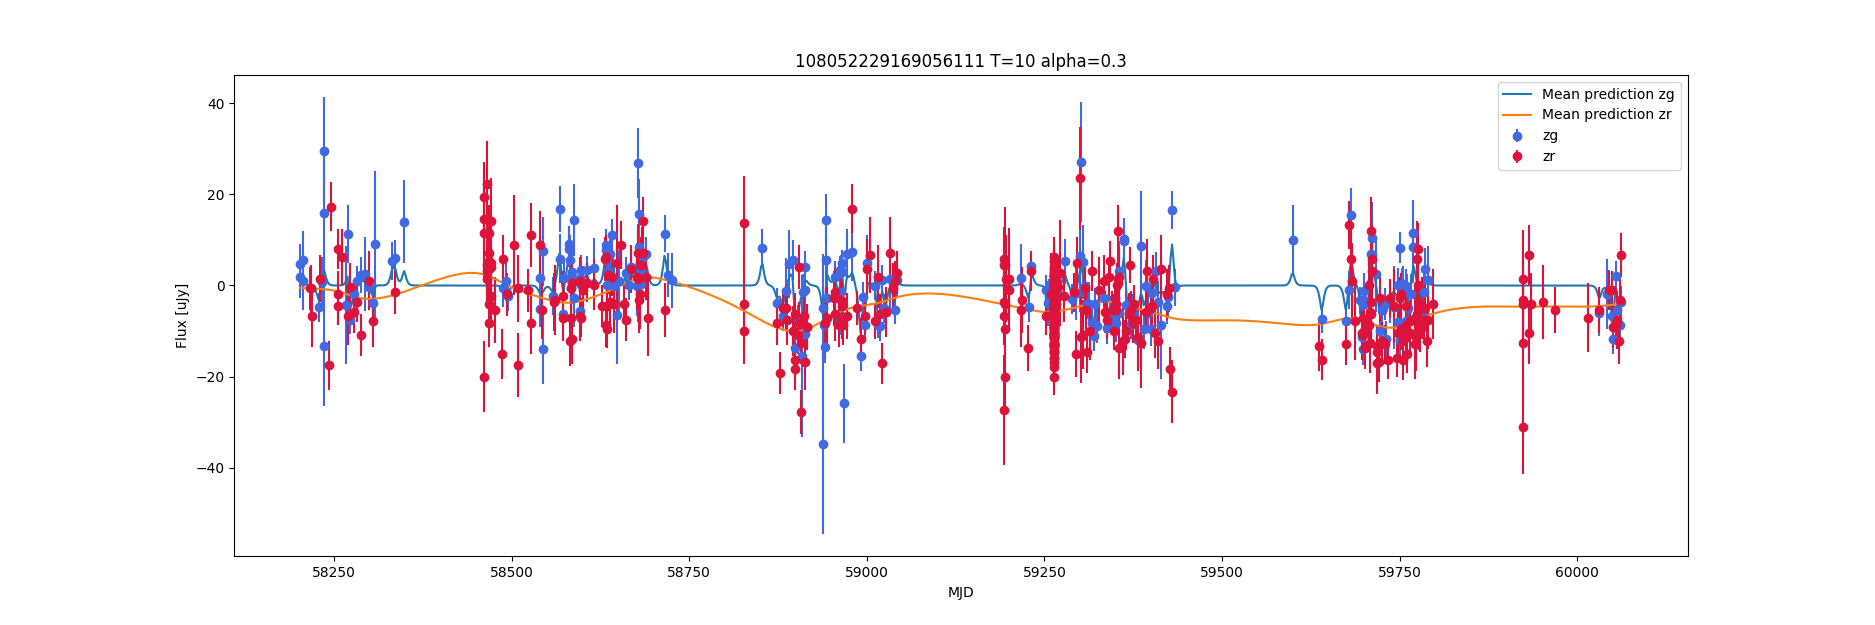 108052229169056111 T=10 alpha=0.3
Mean prediction zg
Mean prediction zr
zg
zr
Flux [uJy]
40
20
0
−20
−40
58250 58500 58750 59000 59250 59500 59750 60000
MJD